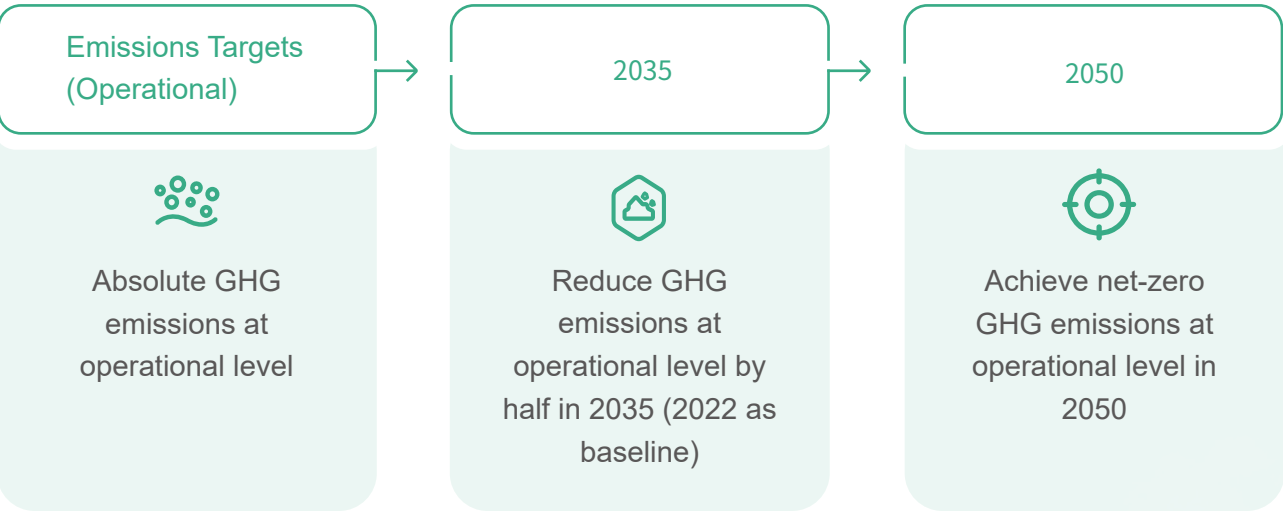 Emissions Targets
(Operational)
2035
2050
Absolute GHG
emissions at
operational level
Reduce GHG
emissions at
operational level by
half in 2035 (2022 as
baseline)
Achieve net-zero
GHG emissions at
operational level in
2050